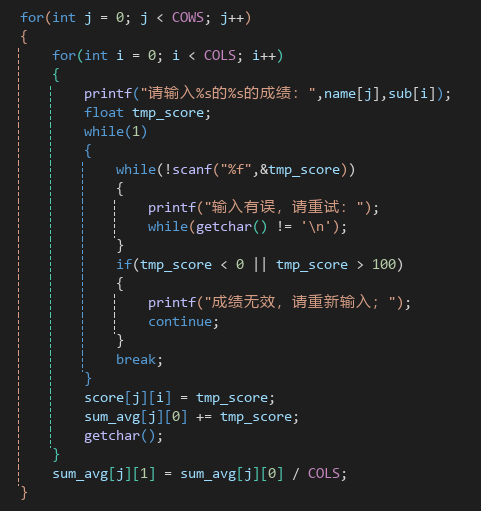 for(int j = 0; j < COWS; j++)
{
    for(int i = 0; i < COLS; i++)
    {
        printf("请输入%s的%s的成绩：",name[j],sub[i]);
        float tmp_score;
        while(1)
        {
            while(!scanf("%f",&tmp_score))
            {
                printf("输入有误，请重试：");
                while(getchar() != '\n');
            }
            if(tmp_score < 0 || tmp_score > 100)
            {
                printf("成绩无效，请重新输入；");
                continue;
            }
            break;
        }
        score[j][i] = tmp_score;
        sum_avg[j][0] += tmp_score;
        getchar();
    }
    sum_avg[j][1] = sum_avg[j][0] / COLS;
}